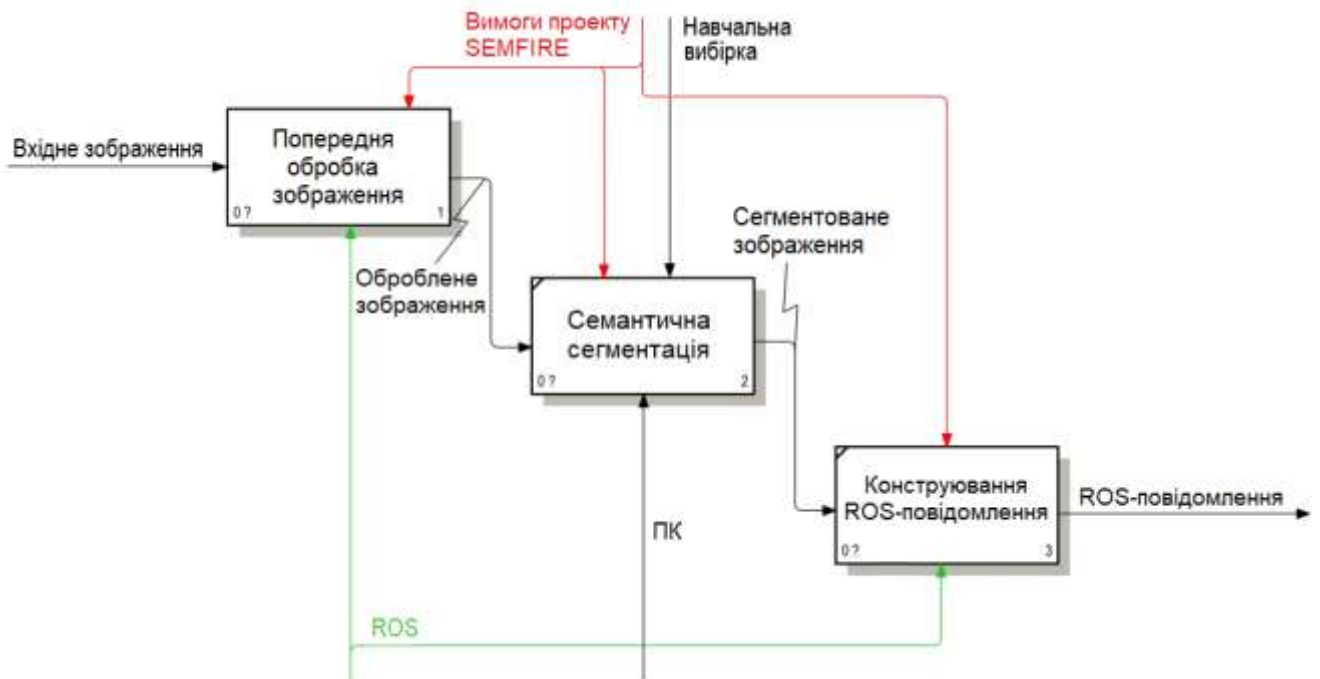 Вимоги проекту
SEMFIRE
Навчальна
вибірка
Вхідне зображення
Попередня
обробка
зображення
0 ?
1
Оброблене
зображення
Сегментоване
зображення
Семантична
сегментація
0 ?
2
Конструювання
ROS-повідомлення
0 ?
3
ROS-повідомлення
ПК
ROS